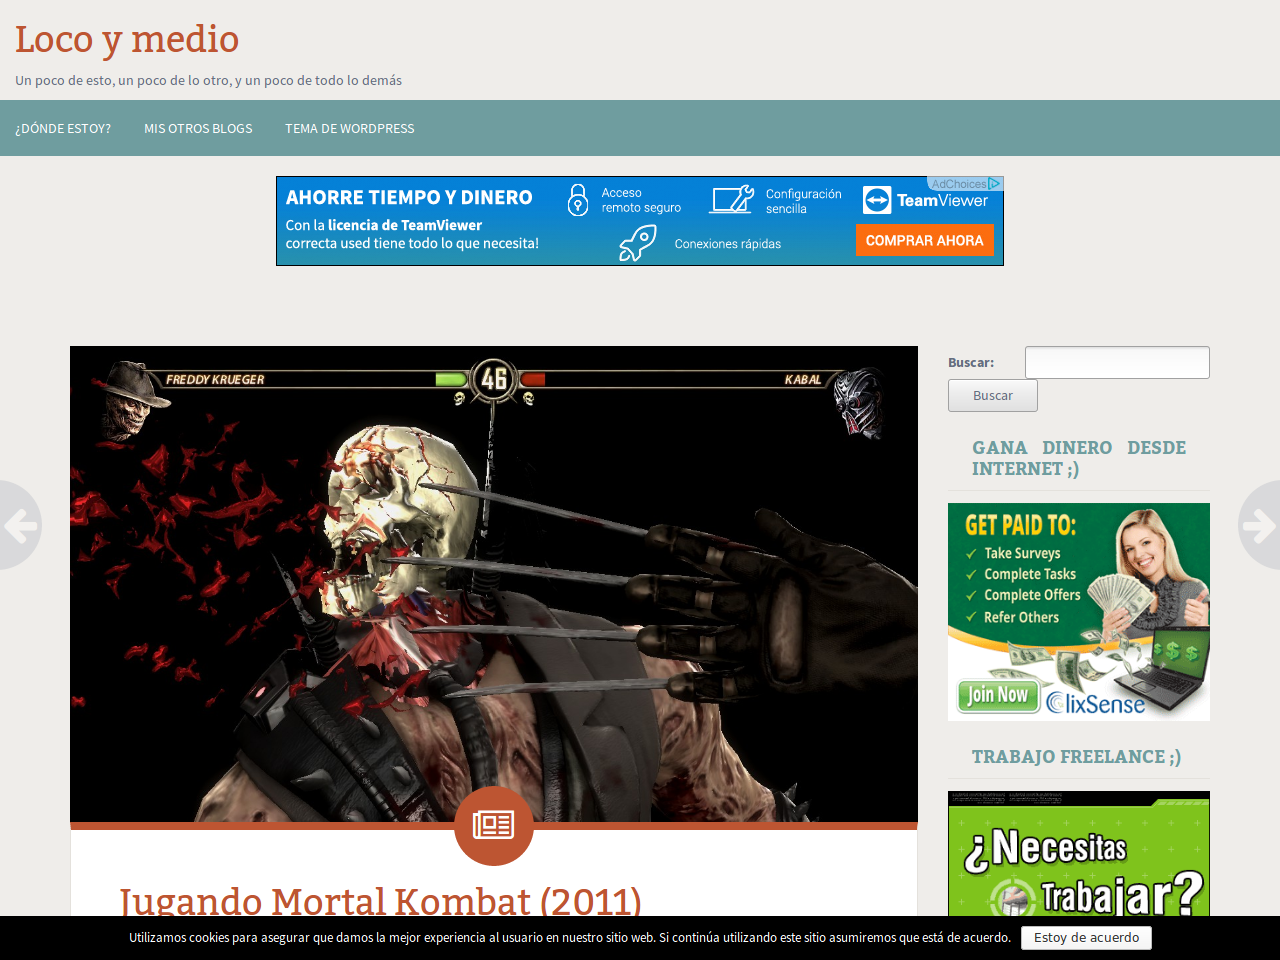 Loco y medio
Un poco de esto, un poco de lo otro, y un poco de todo lo demás
¿DÓNDE ESTOY?
MIS OTROS BLOGS
TEMA DE WORDPRESS
AHORRE TIEMPO Y DINERO
Con la licencia de TeamViewer
correcta used tiene todo lo que necesita!
Acceso
remoto seguro
Configuración
sencilla
Conexiones rápidas
AdChoices
TeamViewer
COMPRAR AHORA
FREDDY KRUEGER
46
KABAL
Buscar:
Buscar
GANA DINERO DESDE
INTERNET ;)
GET PAID TO:
Take Surveys
Complete Tasks
Complete Offers
Refer Others
Join Now
ClixSense
TRABAJO FREELANCE ;)
¿Necesitas
Trabajar?
Jugando Mortal Kombat (2011)
Utilizamos cookies para asegurar que damos la mejor experiencia al usuario en nuestro sitio web. Si continúa utilizando este sitio asumiremos que está de acuerdo.
Estoy de acuerdo